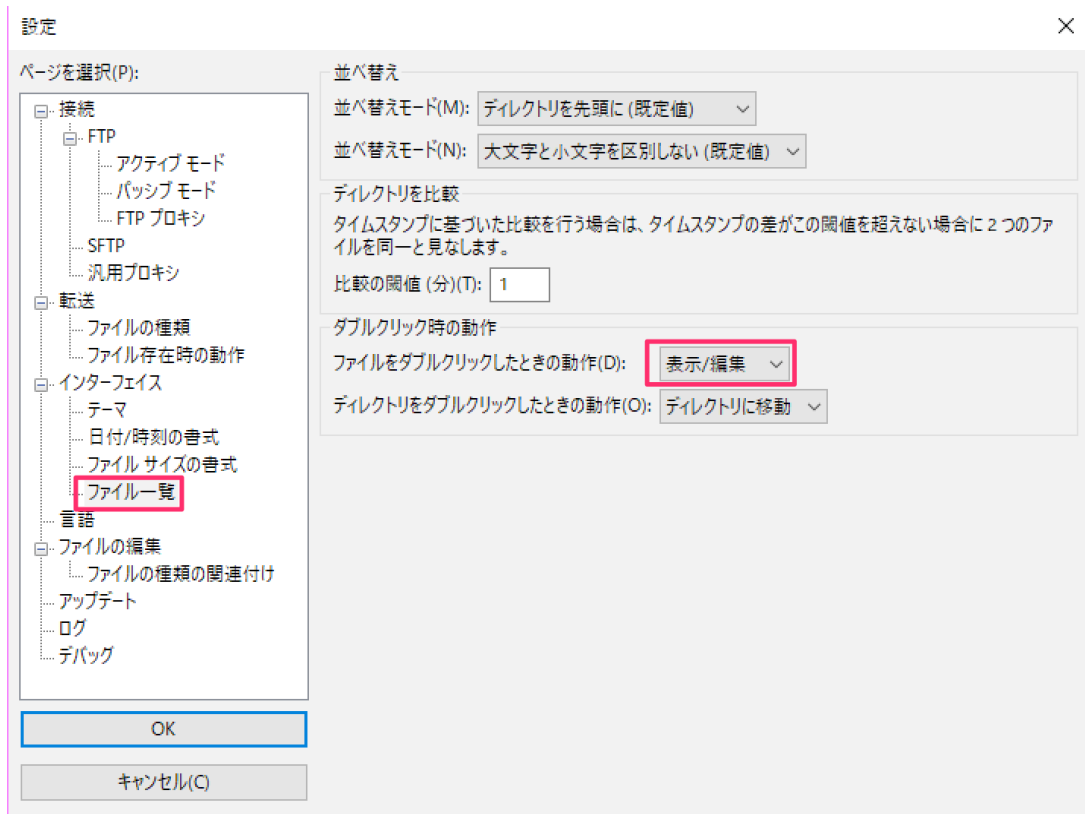 設定
ページを選択(P):
接続
FTP
アクティブ モード
パッシブ モード
FTP プロキシ
SFTP
汎用プロキシ
転送
ファイルの種類
ファイル存在時の動作
インターフェイス
テーマ
日付/時刻の書式
ファイル サイズの書式
ファイル一覧
言語
ファイルの編集
ファイルの種類の関連付け
アップデート
ログ
デバッグ
OK
キャンセル(C)
並べ替え
並べ替えモード(M): ディレクトリを先頭に (既定値)
並べ替えモード(N): 大文字と小文字を区別しない (既定値)
ディレクトリを比較
タイムスタンプに基づいた比較を行う場合は、タイムスタンプの差がこの閾値を超えない場合に 2 つのファ
イルを同一と見なします。
比較の閾値 (分)(T): 1
ダブルクリック時の動作
ファイルをダブルクリックしたときの動作(D): 表示/編集
ディレクトリをダブルクリックしたときの動作(O): ディレクトリに移動